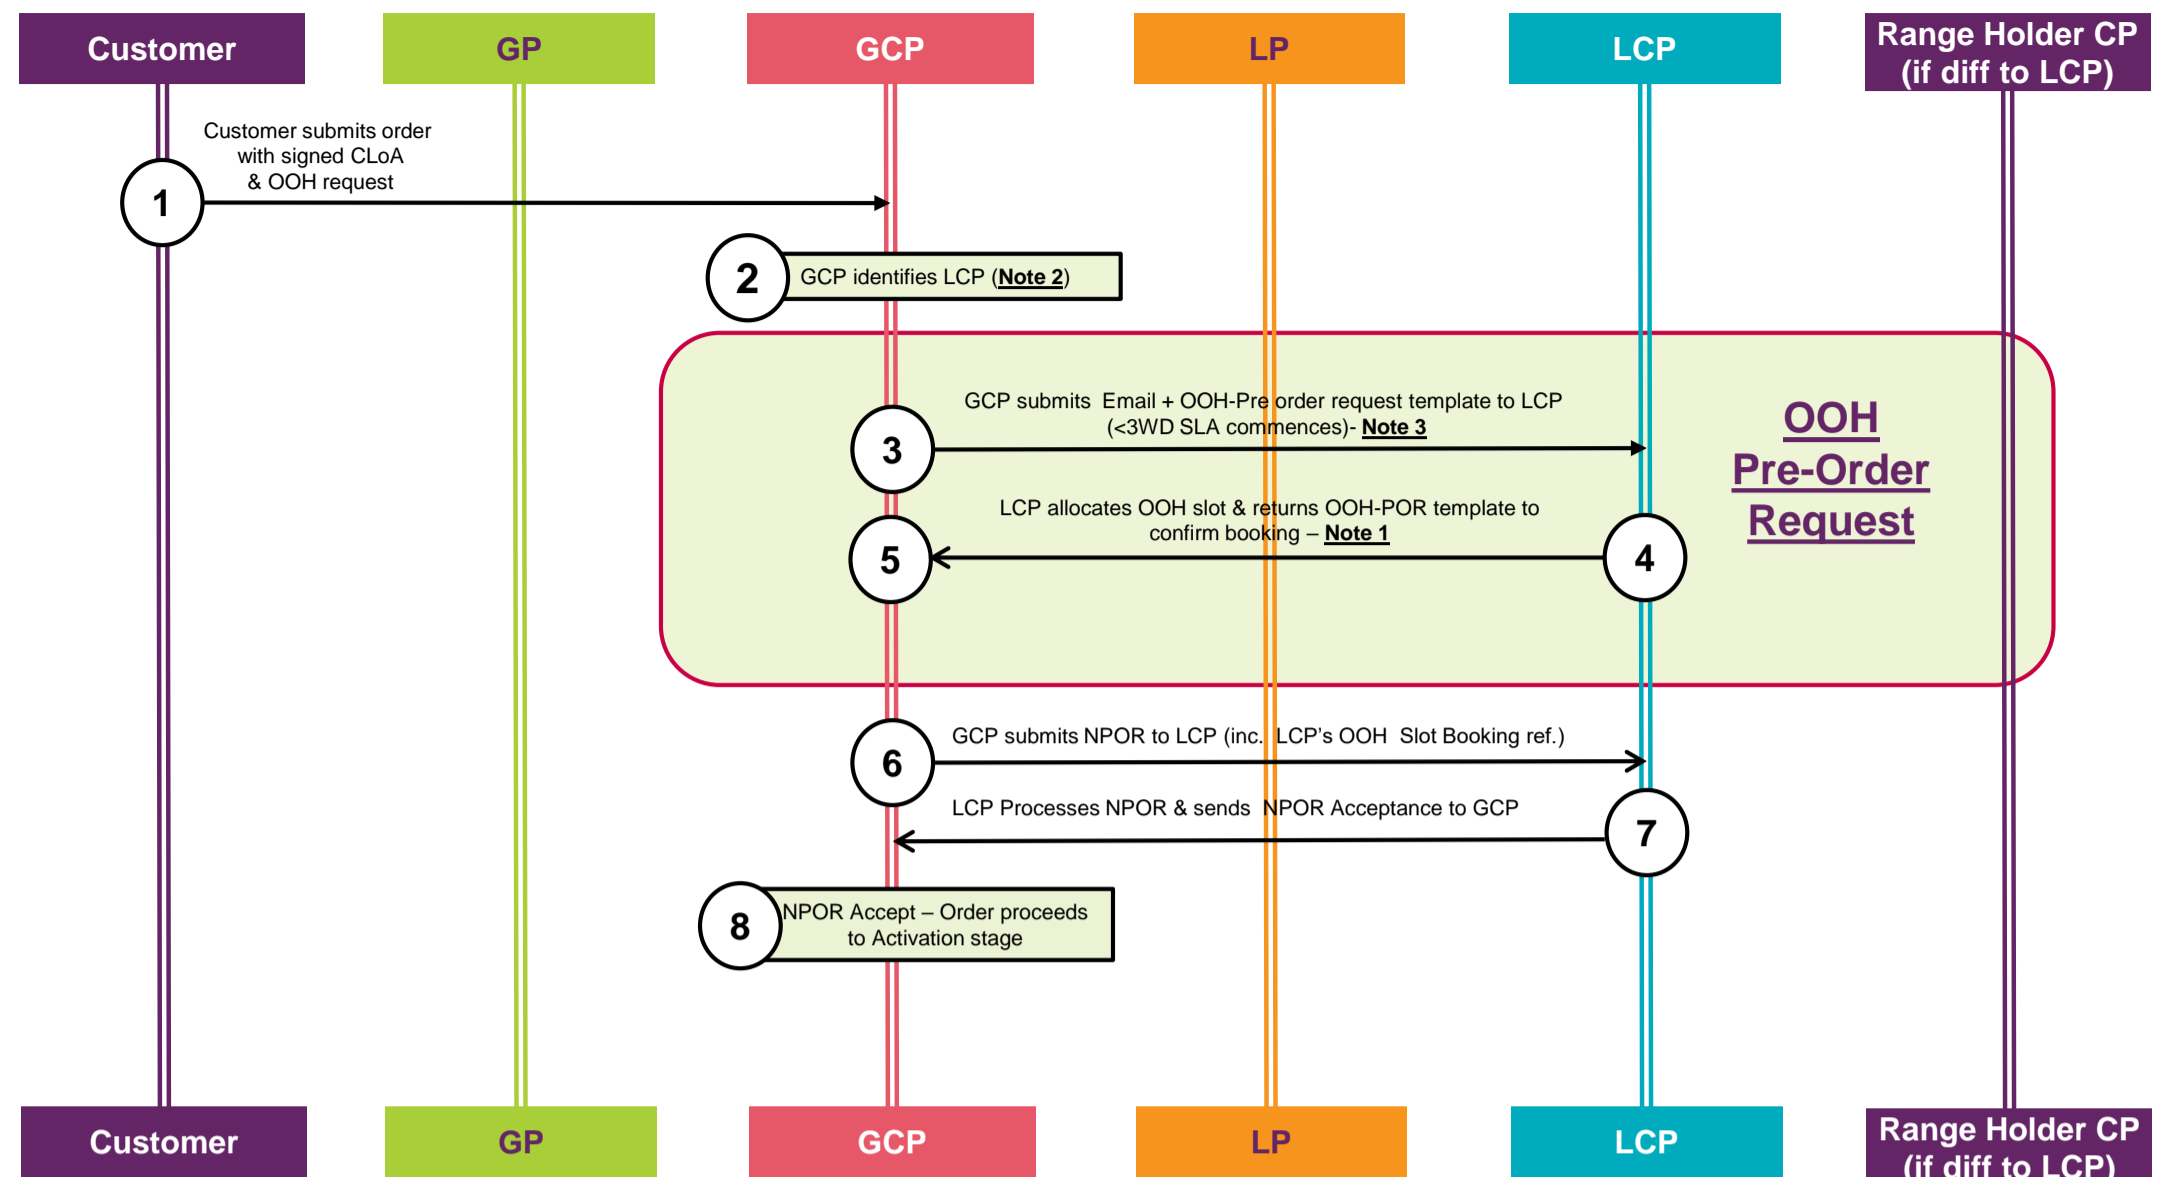 Customer
GP
GCP
LP
LCP
Range Holder CP
(if diff to LCP)
Customer submits order
with signed CLoA
& OOH request
1
2
GCP identifies LCP (Note 2)
GCP submits  Email + OOH-Pre order request template to LCP
(<3WD SLA commences)- Note 3
3
OOH
Pre-Order
Request
LCP allocates OOH slot & returns OOH-POR template to
confirm booking – Note 1
5
4
GCP submits NPOR to LCP (inc.  LCP's OOH  Slot Booking ref.)
6
LCP Processes NPOR & sends  NPOR Acceptance to GCP
7
8
NPOR Accept – Order proceeds
to Activation stage
Customer
GP
GCP
LP
LCP
Range Holder CP
(if diff to LCP)